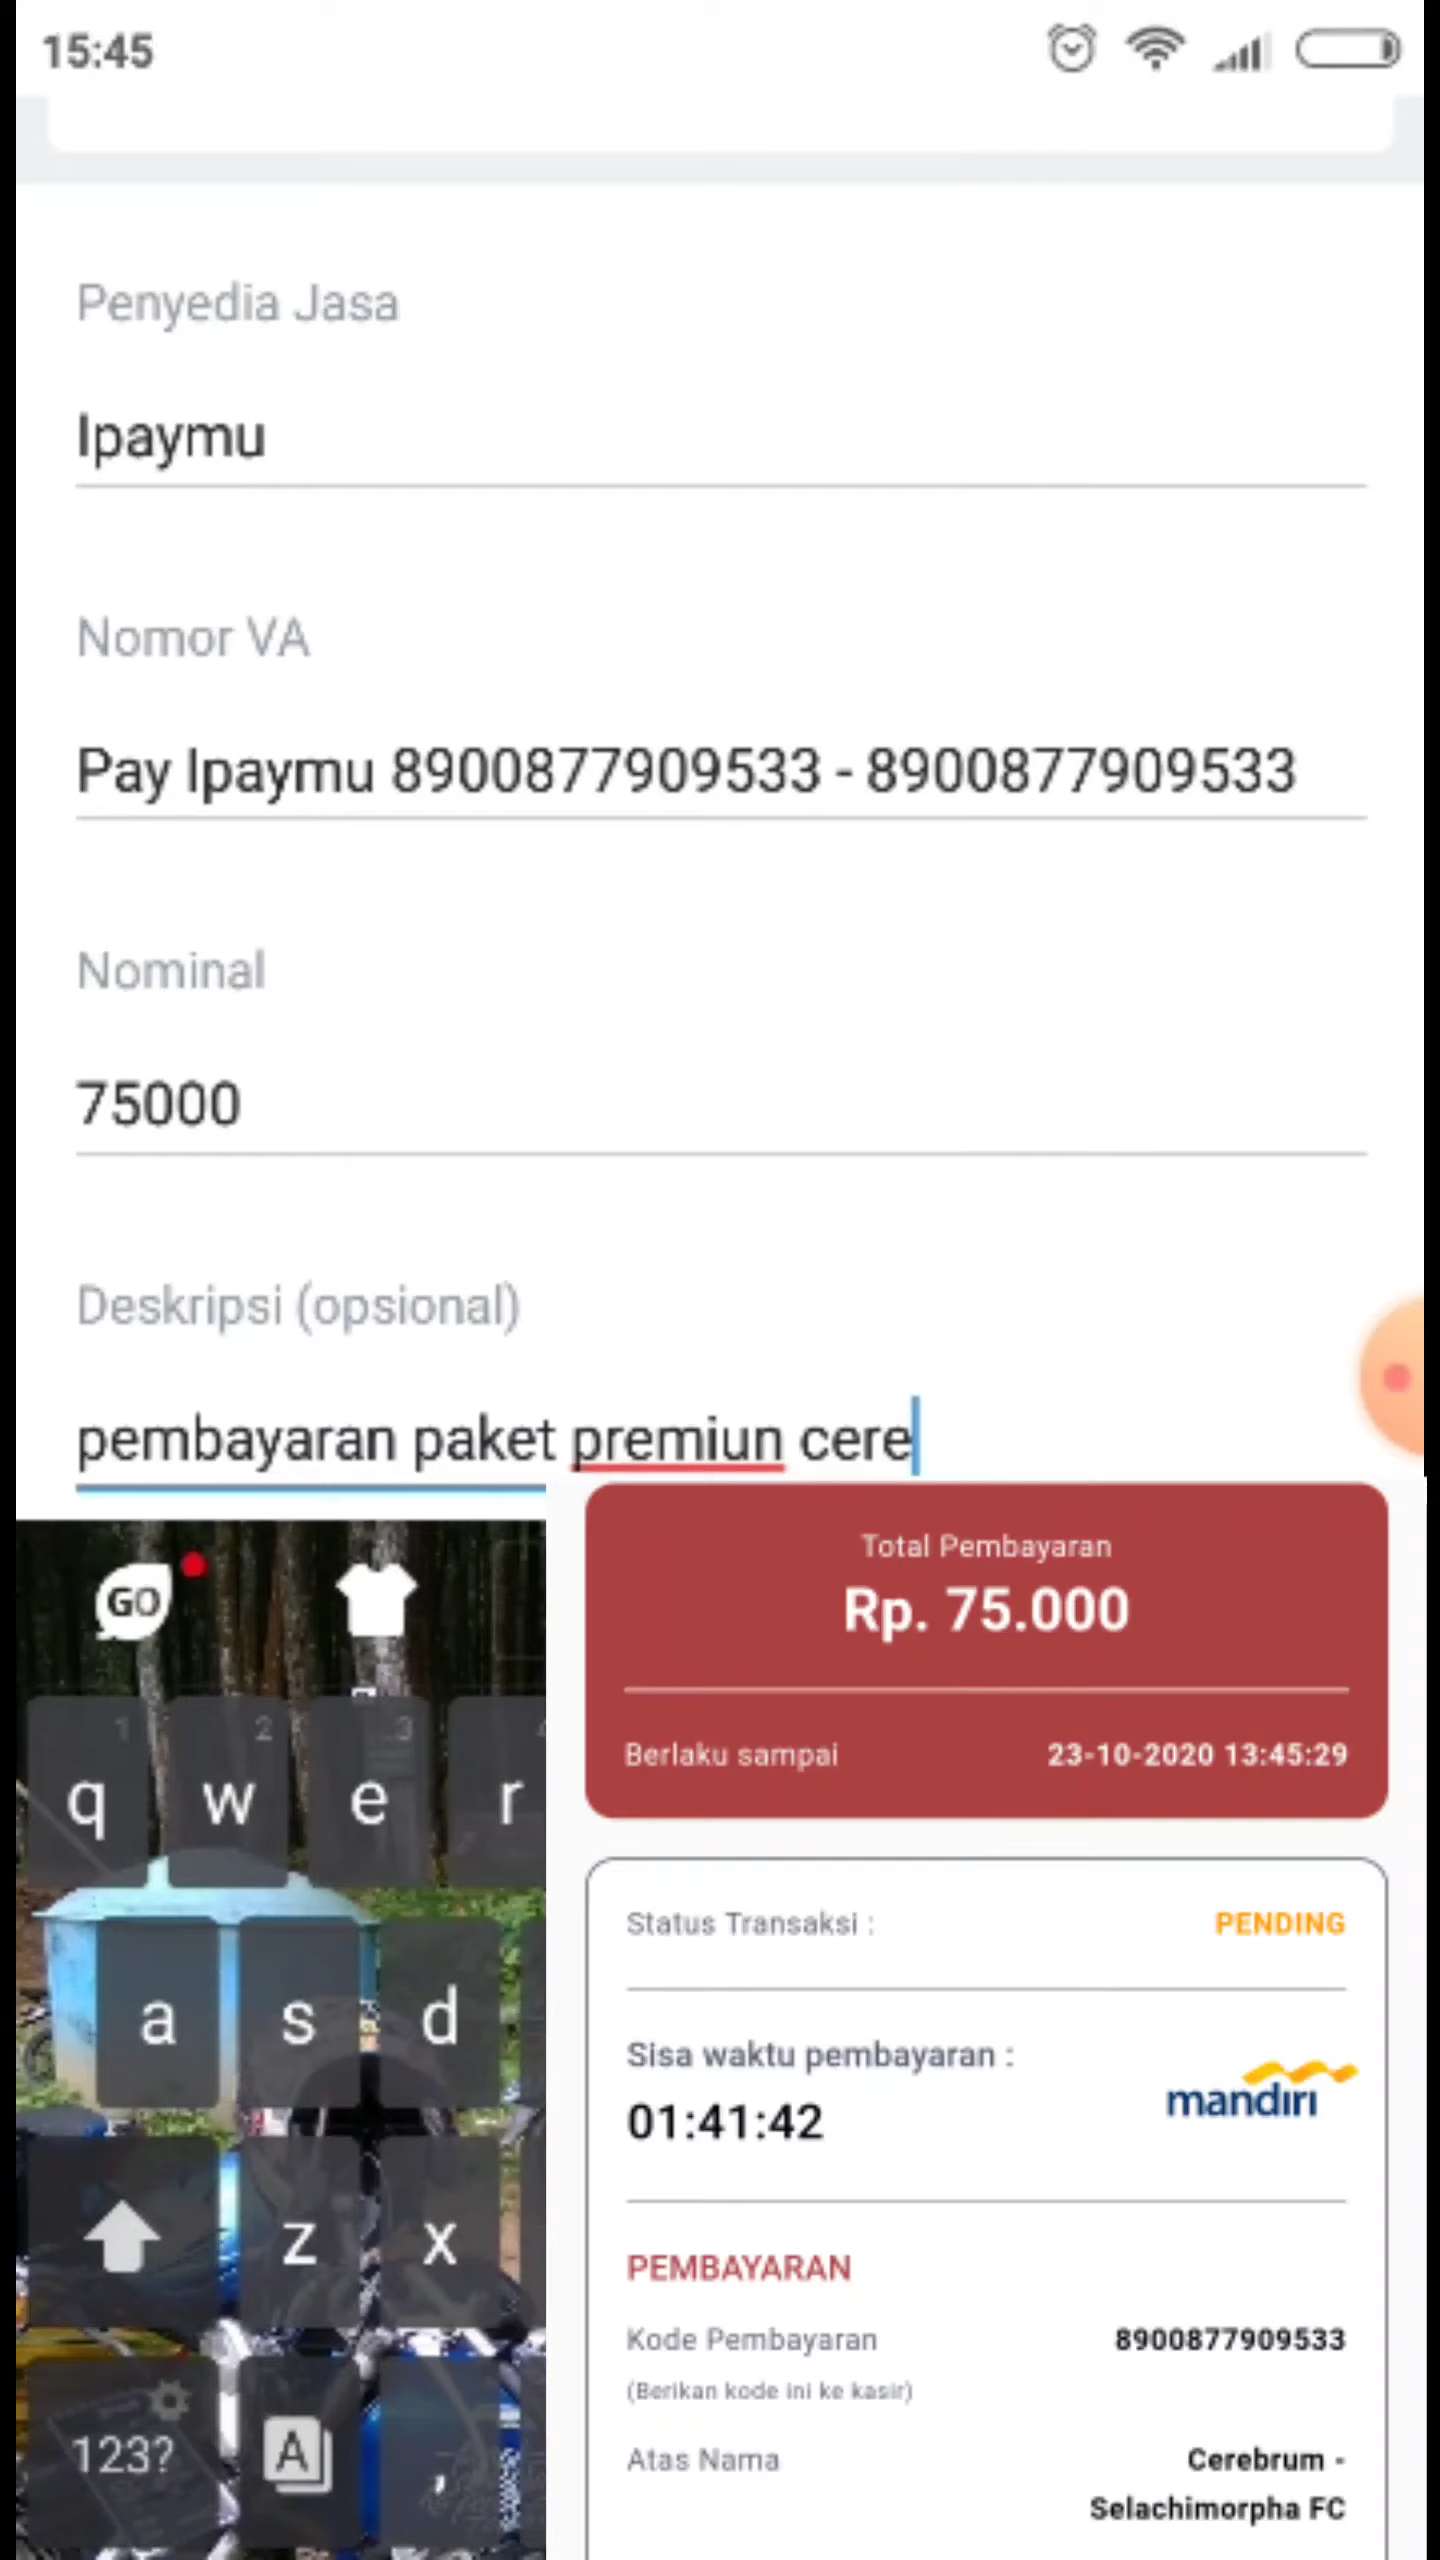 15:45
Penyedia Jasa
Ipaymu
Nomor VA
Pay Ipaymu 8900877909533 - 8900877909533
Nominal
75000
Deskripsi (opsional)
pembayaran paket premiun cere
GO
1 2 3
q w e r
a s d
z x
123? A ,
Total Pembayaran
Rp. 75.000
Berlaku sampai 23-10-2020 13:45:29
Status Transaksi : PENDING
Sisa waktu pembayaran :
01:41:42
mandiri
PEMBAYARAN
Kode Pembayaran 8900877909533
(Berikan kode ini ke kasir)
Atas Nama Cerebrum -
Selachimorpha FC